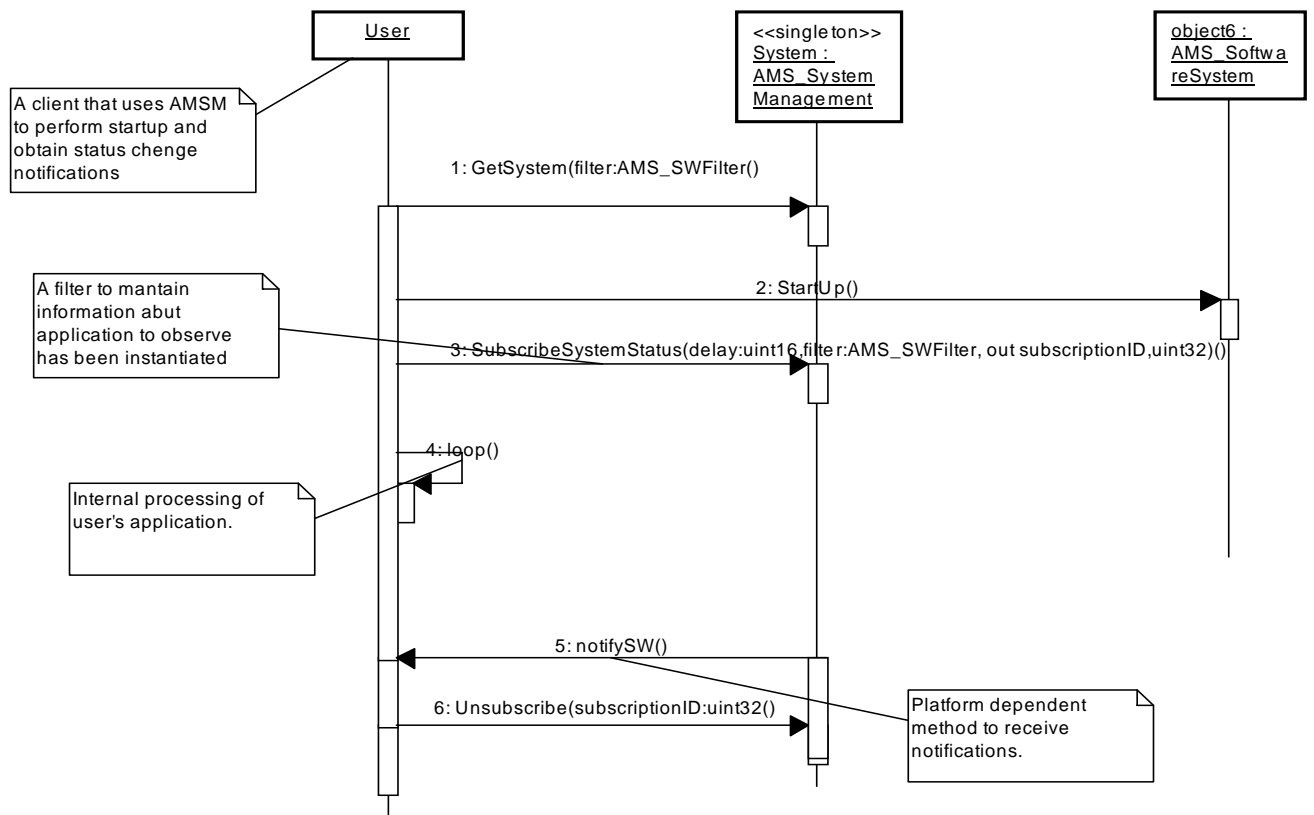 User
<<singleton>>
System :
AMS_System
Management
object6 :
AMS_Softwa
reSystem
A client that uses AMSM
to perform startup and
obtain status chenge
notifications
1: GetSystem(filter:AMS_SWFilter()
A filter to mantain
information abut
application to observe
has been instantiated
2: StartUp()
3: SubscribeSystemStatus(delay:uint16,filter:AMS_SWFilter, out subscriptionID,uint32)()
4: loop()
Internal processing of
user's application.
5: notifySW()
6: Unsubscribe(subscriptionID:uint32()
Platform dependent
method to receive
notifications.